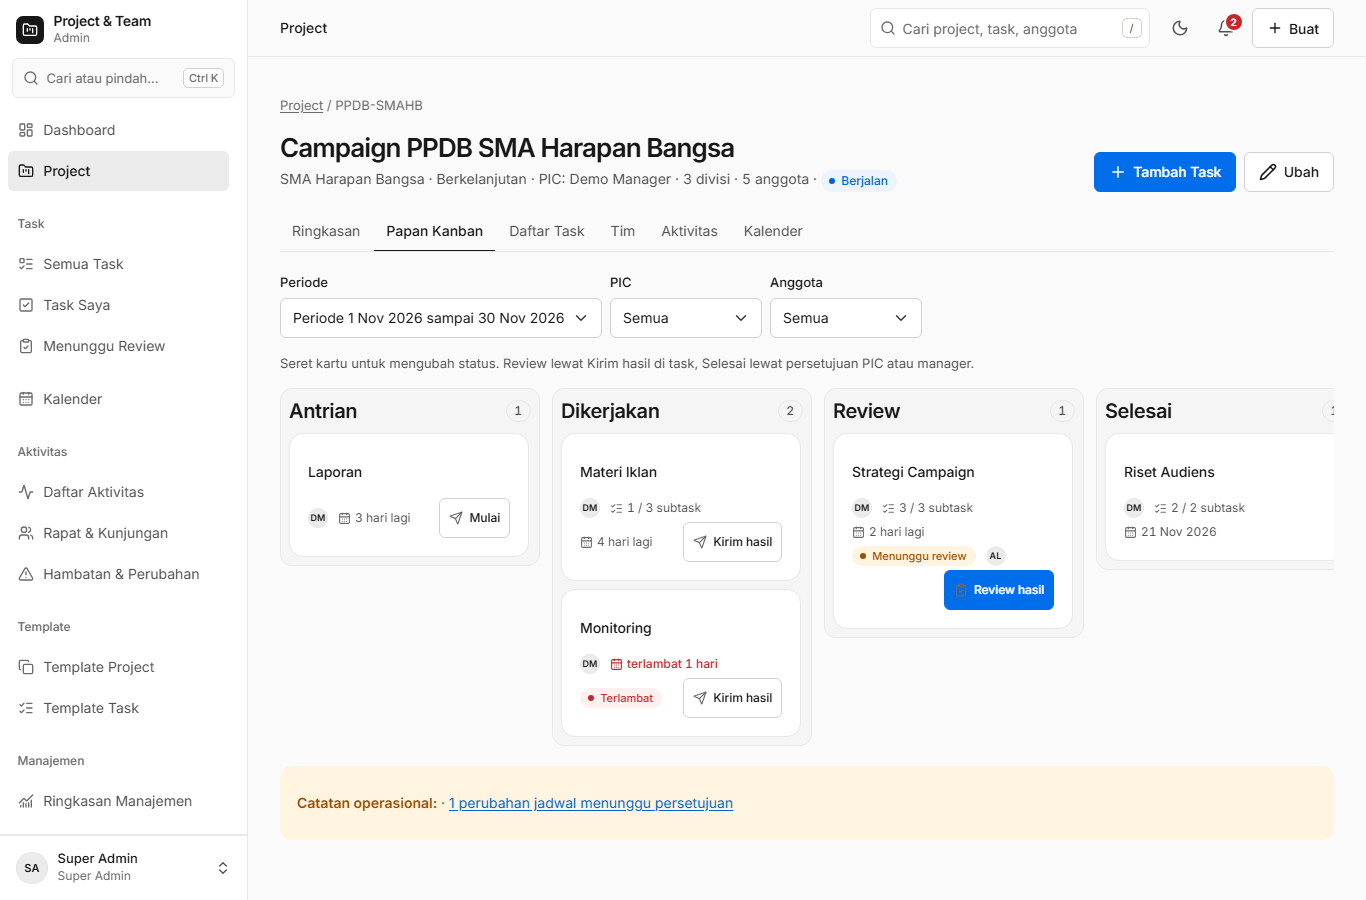 Project & Team
Admin
Cari atau pindah...
Ctrl K
Dashboard
Project
Task
Semua Task
Task Saya
Menunggu Review
Kalender
Aktivitas
Daftar Aktivitas
Rapat & Kunjungan
Hambatan & Perubahan
Template
Template Project
Template Task
Manajemen
Ringkasan Manajemen
SA
Super Admin
Super Admin
Project
Cari project, task, anggota
/
2
Buat
Project / PPDB-SMAHB
Campaign PPDB SMA Harapan Bangsa
SMA Harapan Bangsa · Berkelanjutan · PIC: Demo Manager · 3 divisi · 5 anggota · Berjalan
Tambah Task
Ubah
Ringkasan
Papan Kanban
Daftar Task
Tim
Aktivitas
Kalender
Periode
Periode 1 Nov 2026 sampai 30 Nov 2026
PIC
Semua
Anggota
Semua
Seret kartu untuk mengubah status. Review lewat Kirim hasil di task, Selesai lewat persetujuan PIC atau manager.
Antrian
1
Laporan
DM
3 hari lagi
Mulai
Dikerjakan
2
Materi Iklan
DM
1 / 3 subtask
4 hari lagi
Kirim hasil
Monitoring
DM
terlambat 1 hari
Terlambat
Kirim hasil
Review
1
Strategi Campaign
DM
3 / 3 subtask
2 hari lagi
Menunggu review
AL
Review hasil
Selesai
1
Riset Audiens
DM
2 / 2 subtask
21 Nov 2026
Catatan operasional: · 1 perubahan jadwal menunggu persetujuan